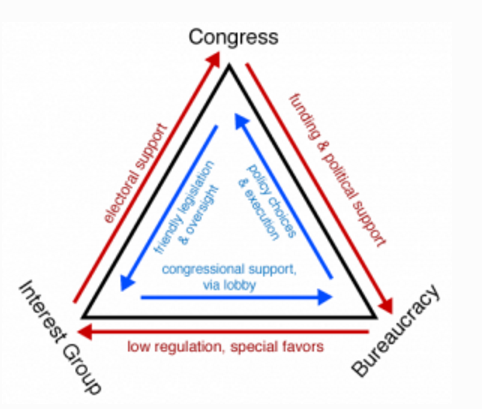 Congress
electoral support
funding & political support
friendly legislation
& oversight
policy choices
& execution
congressional support,
via lobby
Interest Group
Bureaucracy
low regulation, special favors